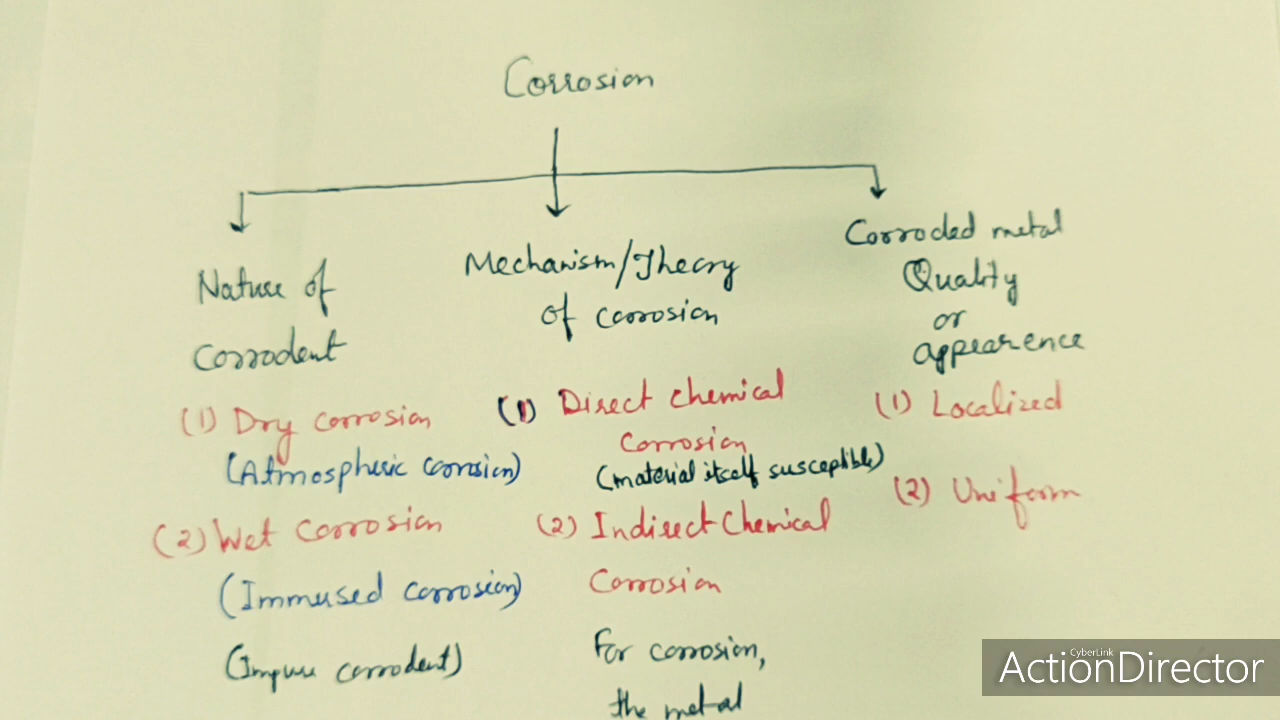 Corrosion
Nature of
Corrodent
(1) Dry corrosion
(Atmospheric corrosion)
(2) Wet corrosion
(Immused corrosion)
(Impure corrodent)
Mechanism/Theory
of corrosion
(1) Direct chemical
corrosion
(material itself susceptible)
(2) Indirect Chemical
Corrosion
For corrosion,
the metal
Corroded metal
Quality
or
appearence
(1) Localized
(2) Uniform
CyberLink
ActionDirector